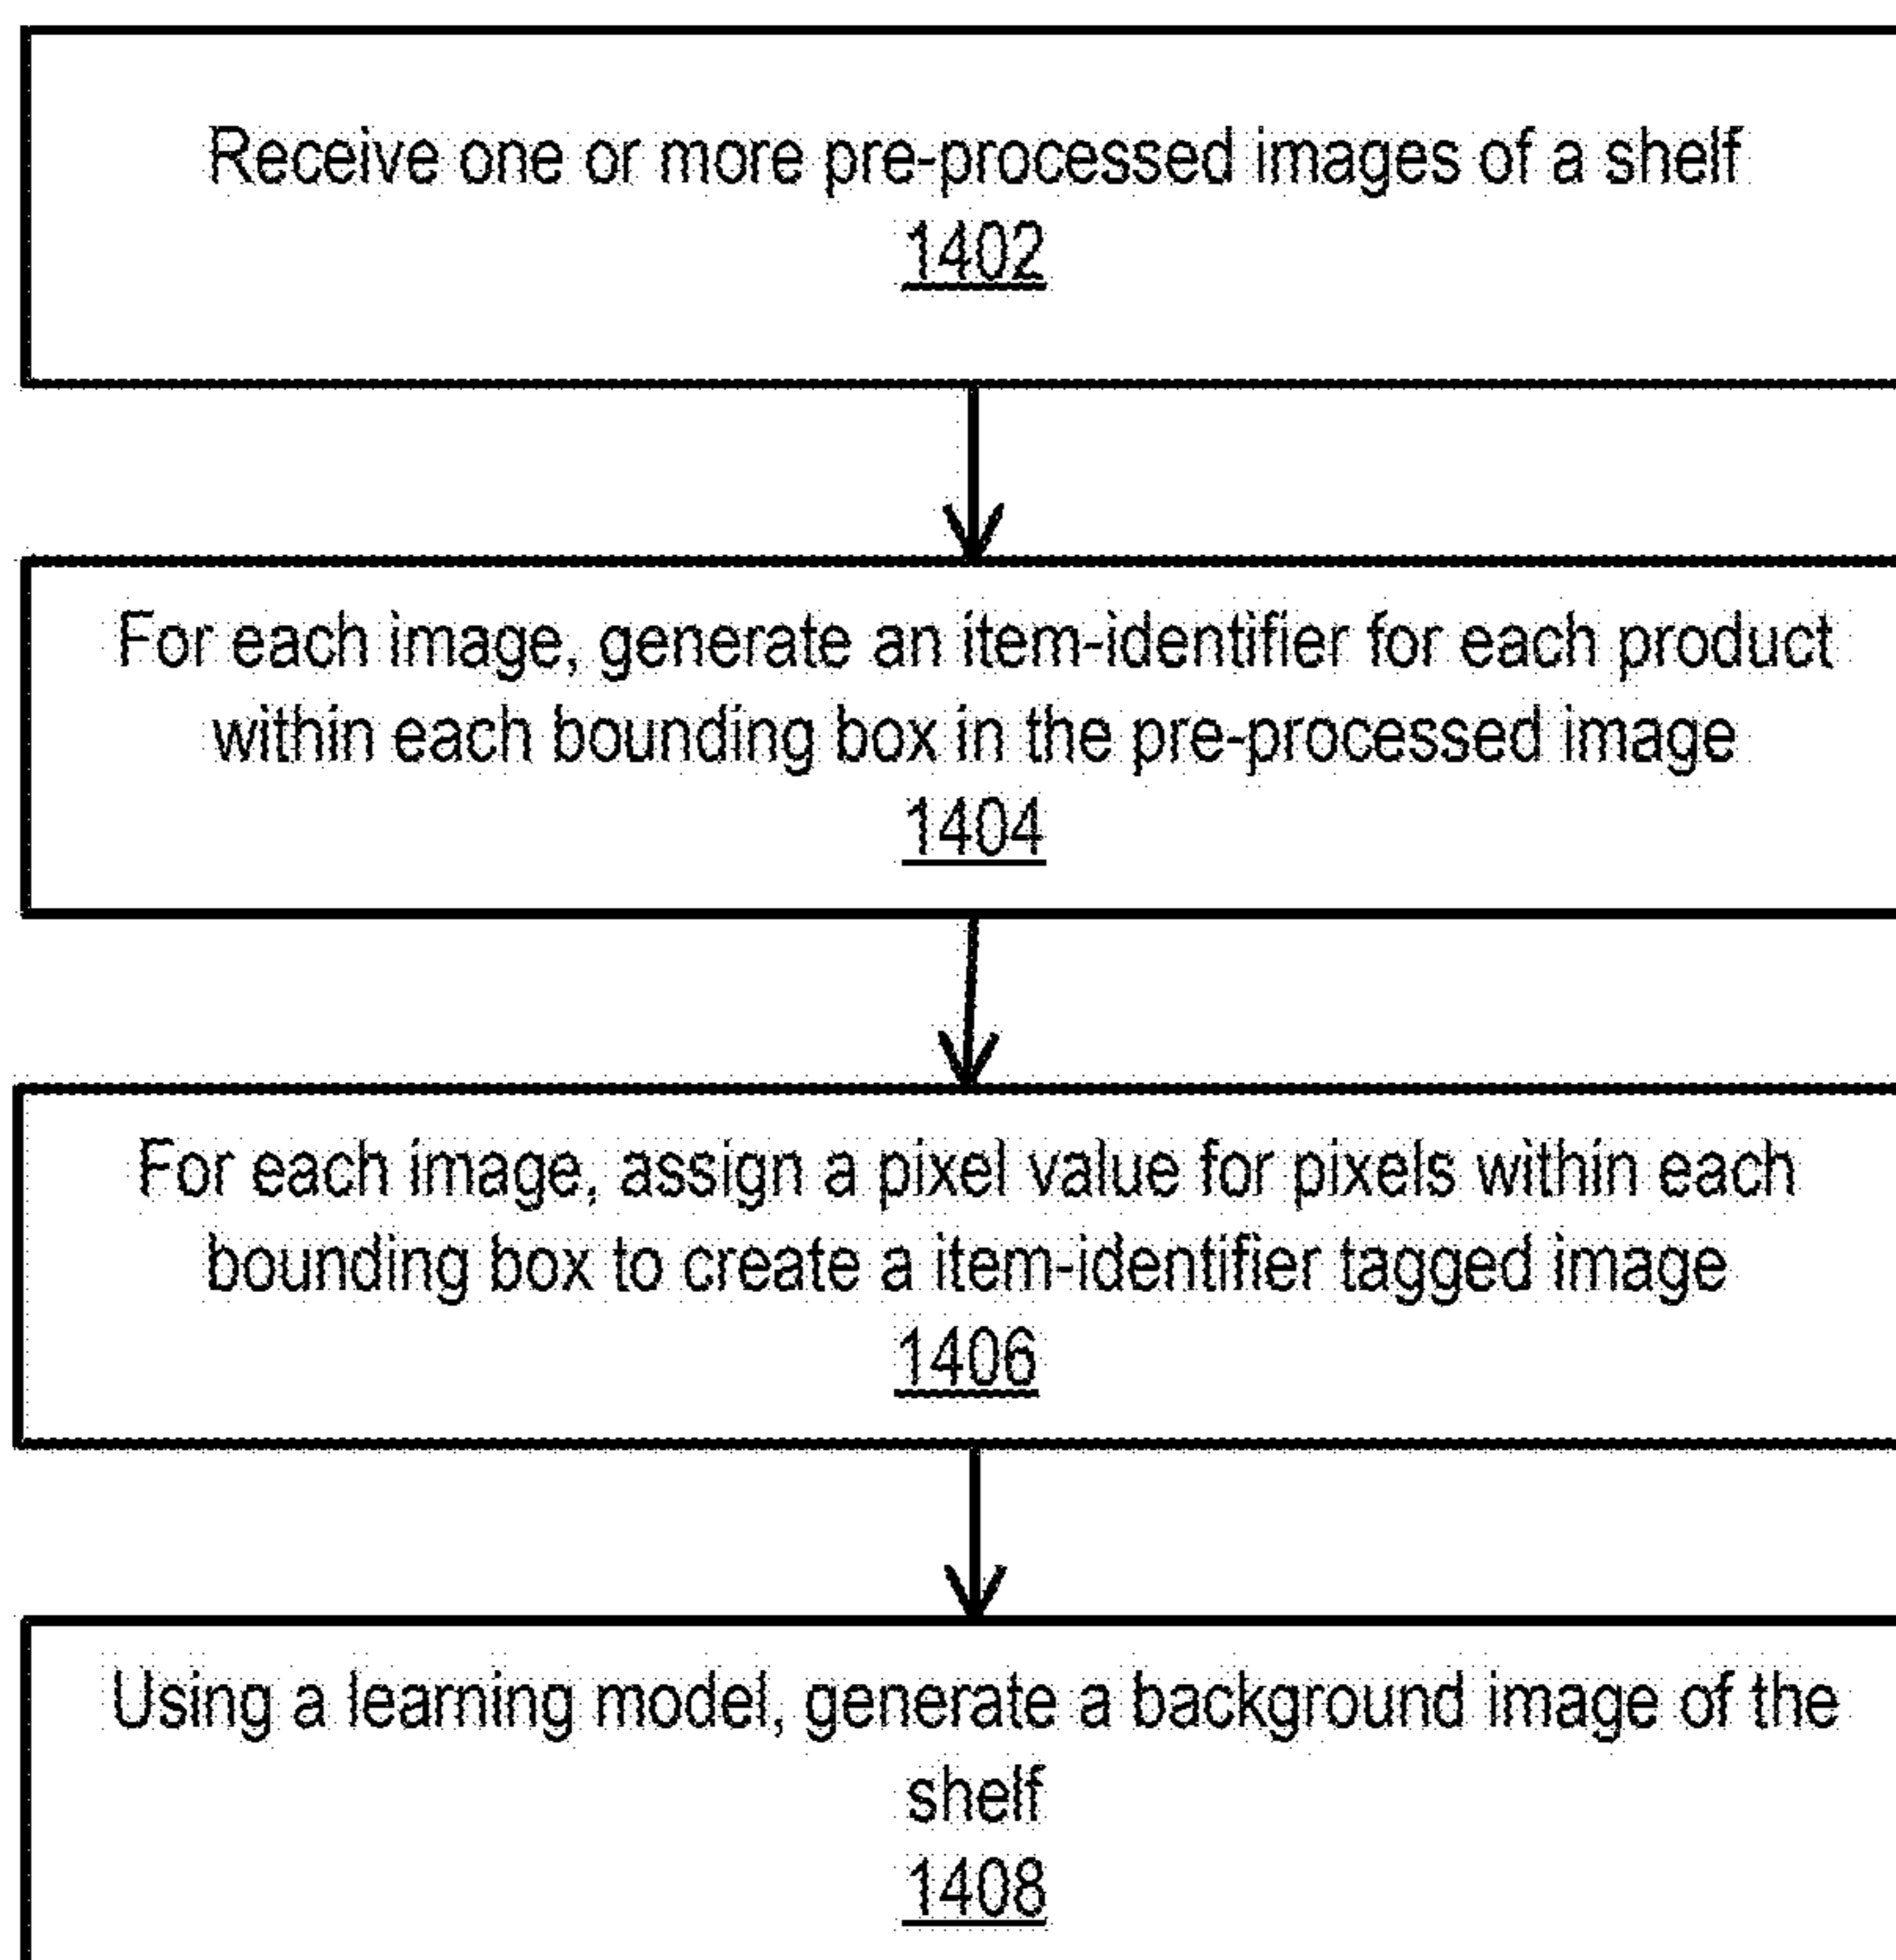 Receive one or more pre-processed images of a shelf
1402
For each image, generate an item-identifier for each product
within each bounding box in the pre-processed image
1404
For each image, assign a pixel value for pixels within each
bounding box to create a item-identifier tagged image
1406
Using a learning model, generate a background image of the
shelf
1408